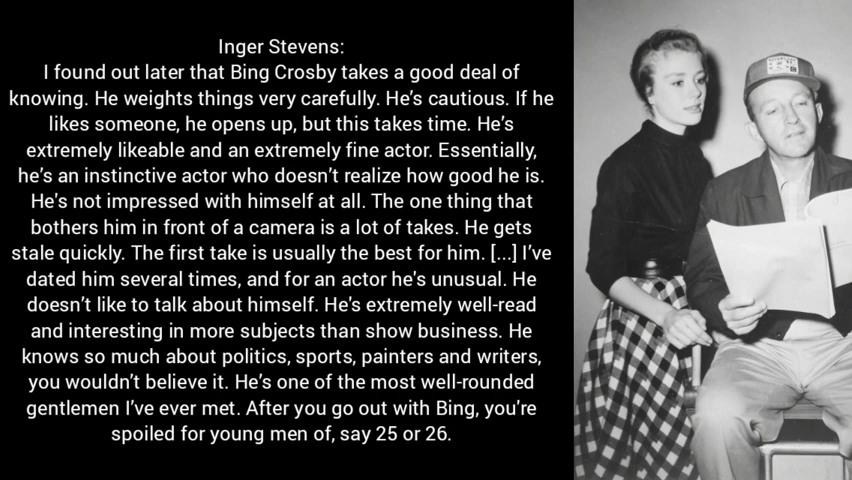 Inger Stevens:
I found out later that Bing Crosby takes a good deal of
knowing. He weights things very carefully. He’s cautious. If he
likes someone, he opens up, but this takes time. He’s
extremely likeable and an extremely fine actor. Essentially,
he’s an instinctive actor who doesn’t realize how good he is.
He's not impressed with himself at all. The one thing that
bothers him in front of a camera is a lot of takes. He gets
stale quickly. The first take is usually the best for him. [...] I’ve
dated him several times, and for an actor he's unusual. He
doesn’t like to talk about himself. He's extremely well-read
and interesting in more subjects than show business. He
knows so much about politics, sports, painters and writers,
you wouldn’t believe it. He’s one of the most well-rounded
gentlemen I’ve ever met. After you go out with Bing, you're
spoiled for young men of, say 25 or 26.